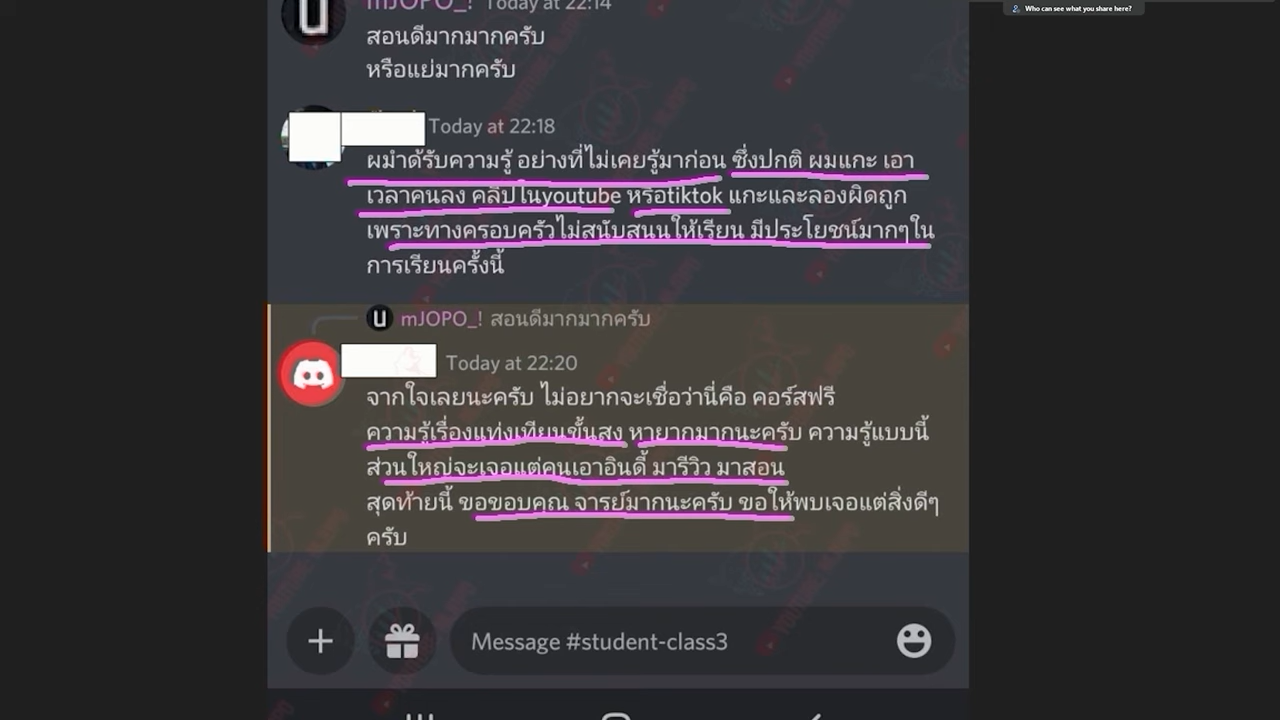 Who can see what you share here?
mJOPO_! Today at 22:14
สอนดีมากมากครับ
หรือแย่มากครับ
Today at 22:18
ผมำด้รับความรู้ อย่างที่ไม่เคยรู้มาก่อน ซึ่งปกติ ผมแกะ เอา
เวลาคนลง คลิปในyoutube หรือtiktok แกะและลองผิดถูก
เพราะทางครอบครัวไม่สนับสนุนให้เรียน มีประโยชน์มากๆใน
การเรียนครั้งนี้
mJOPO_! สอนดีมากมากครับ
Today at 22:20
จากใจเลยนะครับ ไม่อยากจะเชื่อว่านี่คือ คอร์สฟรี
ความรู้เรื่องแท่งเทียนขั้นสูง หายากมากนะครับ ความรู้แบบนี้
ส่วนใหญ่จะเจอแต่คนเอาอินดี้ มารีวิว มาสอน
สุดท้ายนี้ ขอขอบคุณ จารย์มากนะครับ ขอให้พบเจอแต่สิ่งดีๆ
ครับ
Message #student-class3